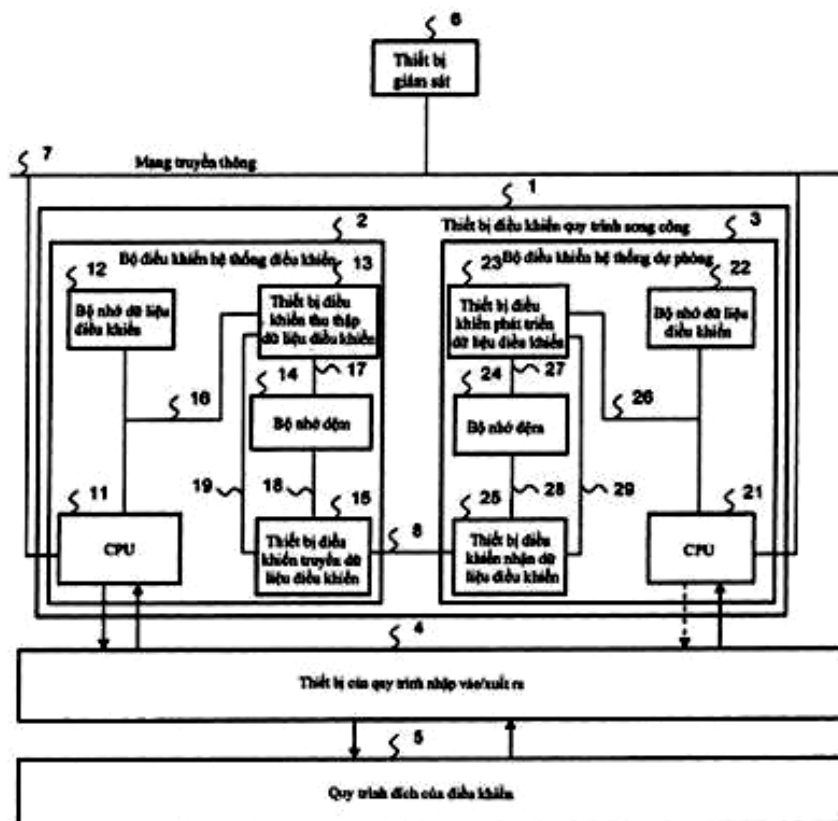 6
Thiết bị
giám sát
7
Mang truyền thông
1
2
Thiết bị điều khiển quy trình song công
3
Bộ điều khiển hệ thống điều khiển
Bộ điều khiển hệ thống dự phòng
12
13
23
22
Bộ nhớ dữ liệu
điều khiển
Thiết bị điều
khiển thu thập
dữ liệu điều khiển
Thiết bị điều
khiển phát triển
dữ liệu điều khiển
Bộ nhớ dữ liệu
điều khiển
17
14
24
27
16
26
Bộ nhớ đệm
Bộ nhớ đệm
11
19
18
15
25
28
29
21
CPU
Thiết bị điều
khiển truyền dữ
liệu điều khiển
8
Thiết bị điều
khiển nhận dữ
liệu điều khiển
CPU
4
Thiết bị của quy trình nhập vào/xuất ra
5
Quy trình đích của điều khiển